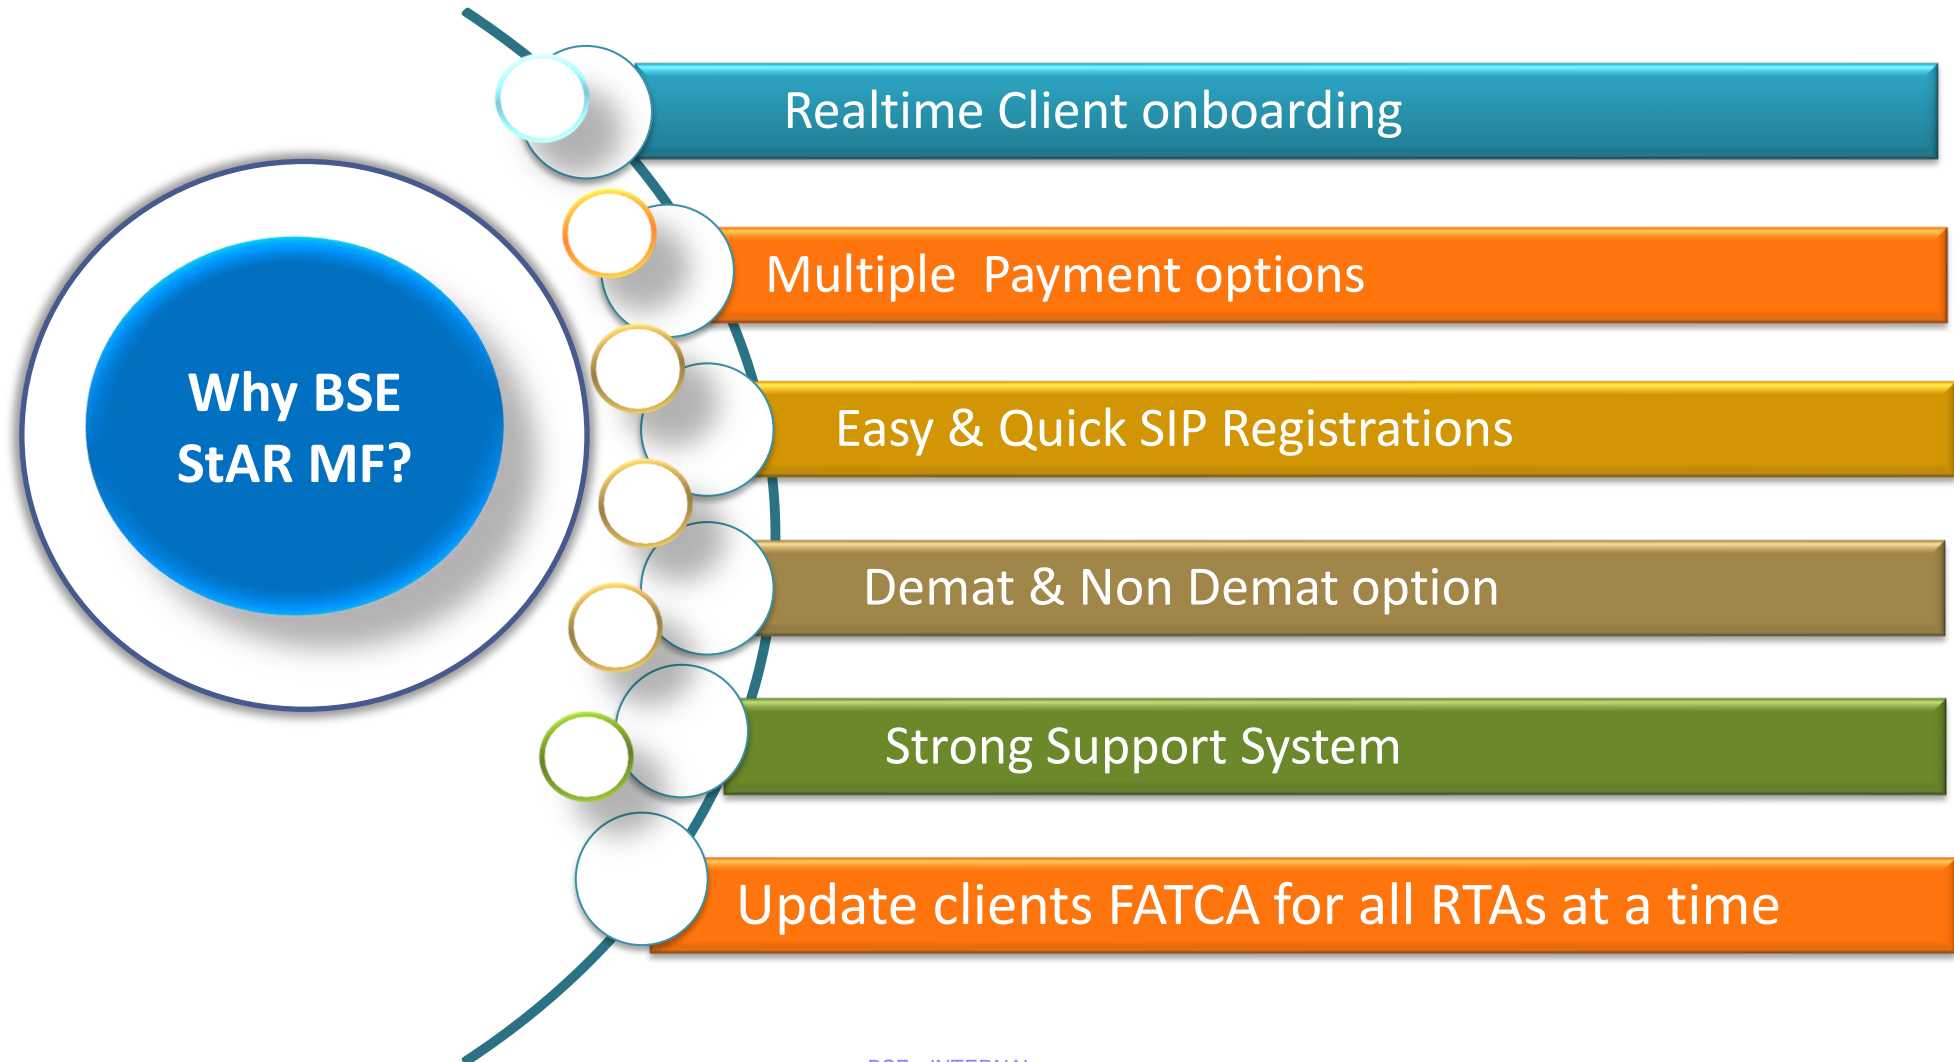 Why BSE
StAR MF?
Realtime Client onboarding
Multiple  Payment options
Easy & Quick SIP Registrations
Demat & Non Demat option
Strong Support System
Update clients FATCA for all RTAs at a time